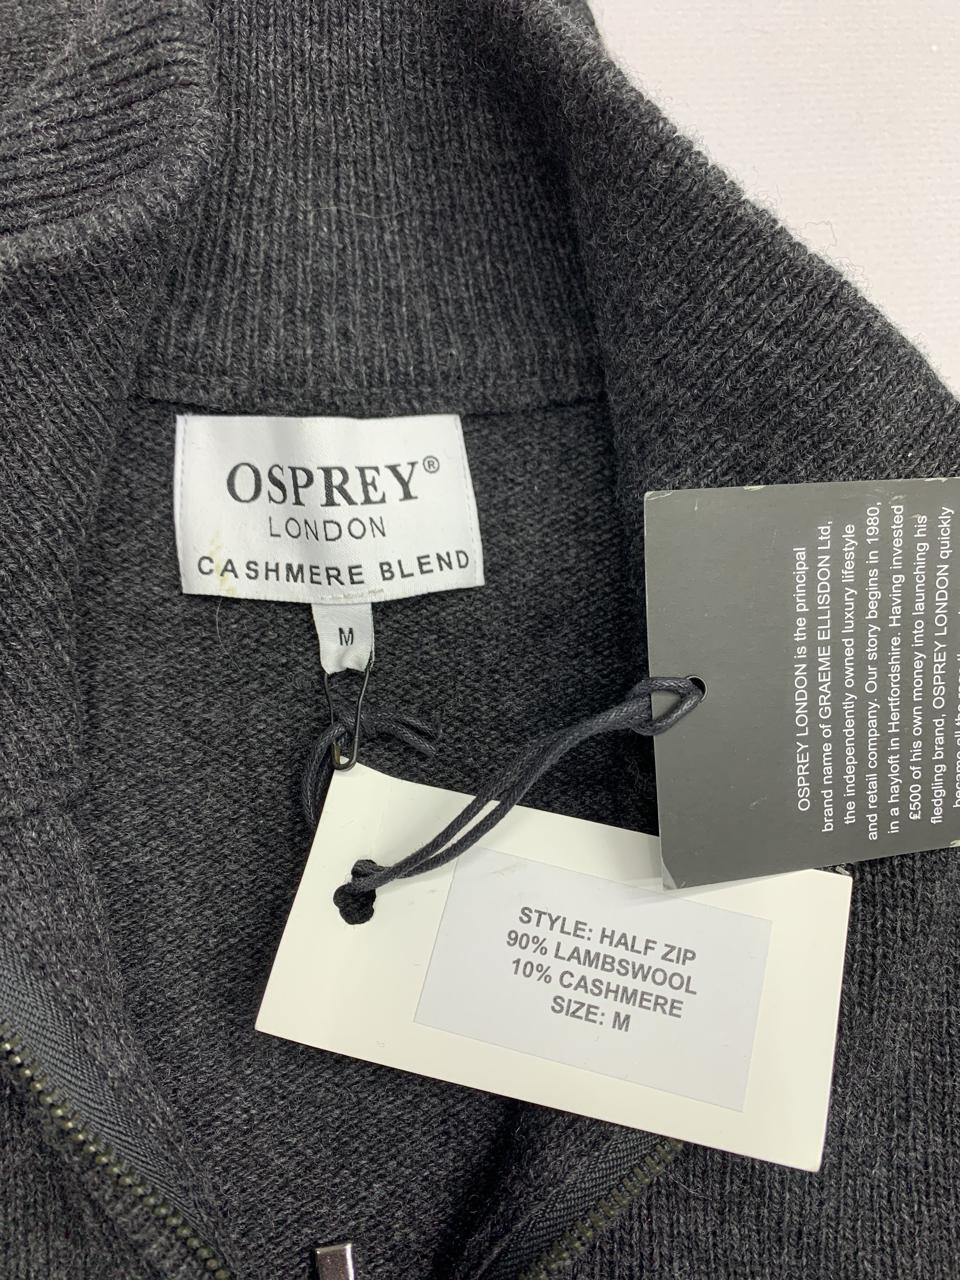 OSPREY®
LONDON
CASHMERE BLEND
M
OSPREY LONDON is the principal
brand name of GRAEME ELLISDON Ltd,
the independently owned luxury lifestyle
and retail company. Our story begins in 1980,
in a hayloft in Hertfordshire. Having invested
£500 of his own money into launching his
fledgling brand, OSPREY LONDON quickly
STYLE: HALF ZIP
90% LAMBSWOOL
10% CASHMERE
SIZE: M